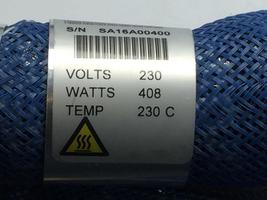 S/N SA16A00400
VOLTS 230
WATTS 408
TEMP 230 C